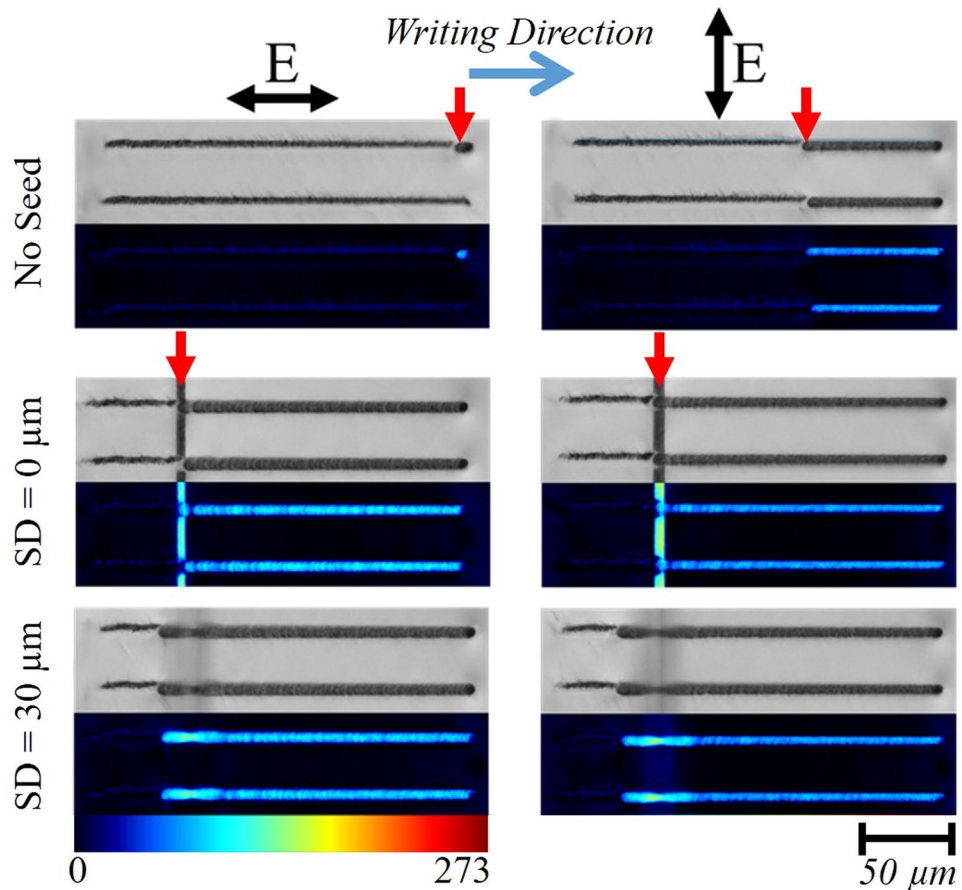 Writing Direction
E
E
No Seed
SD = 0 µm
SD = 30 µm
0
273
50 µm